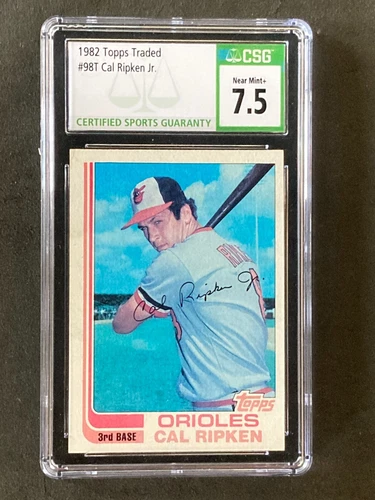 1982 Topps Traded
#98T Cal Ripken Jr.
CSG
Near Mint+
7.5
CERTIFIED SPORTS GUARANTY
Cal Ripken Jr.
topps
ORIOLES
3rd BASE
CAL RIPKEN